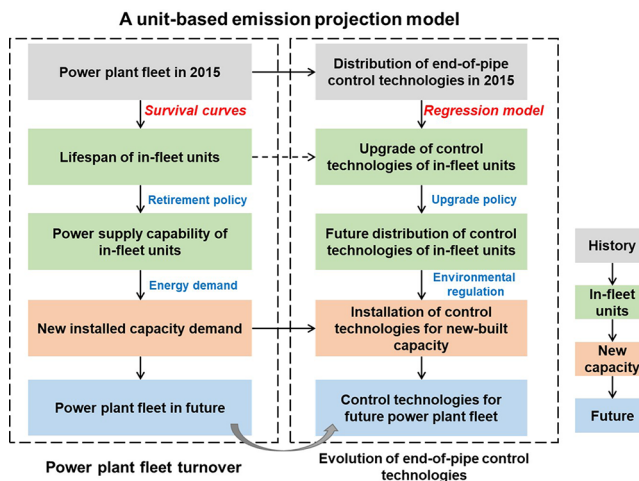 A unit-based emission projection model
Power plant fleet in 2015
Survival curves
Lifespan of in-fleet units
Retirement policy
Power supply capability of
in-fleet units
Energy demand
New installed capacity demand
Power plant fleet in future
Power plant fleet turnover
Distribution of end-of-pipe
control technologies in 2015
Regression model
Upgrade of control
technologies of in-fleet units
Upgrade policy
Future distribution of control
technologies of in-fleet units
Environmental
regulation
Installation of control
technologies for new-built
capacity
Control technologies for
future power plant fleet
Evolution of end-of-pipe control
technologies
History
In-fleet
units
New
capacity
Future